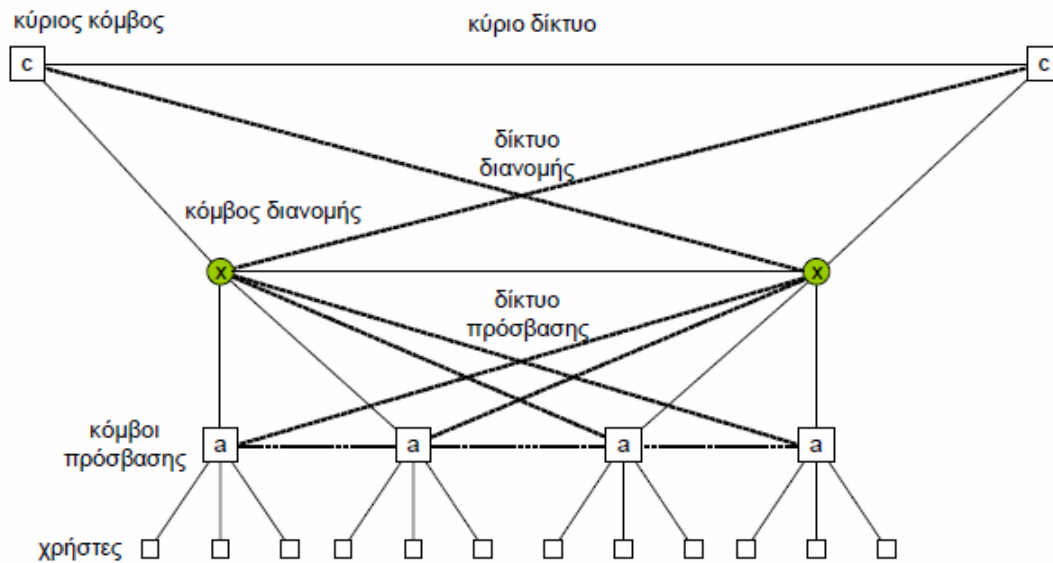 κύριος κόμβος
κύριο δίκτυο
c
c
δίκτυο
διανομής
κόμβος διανομής
x
x
δίκτυο
πρόσβασης
κόμβοι
πρόσβασης
a
a
a
a
χρήστες